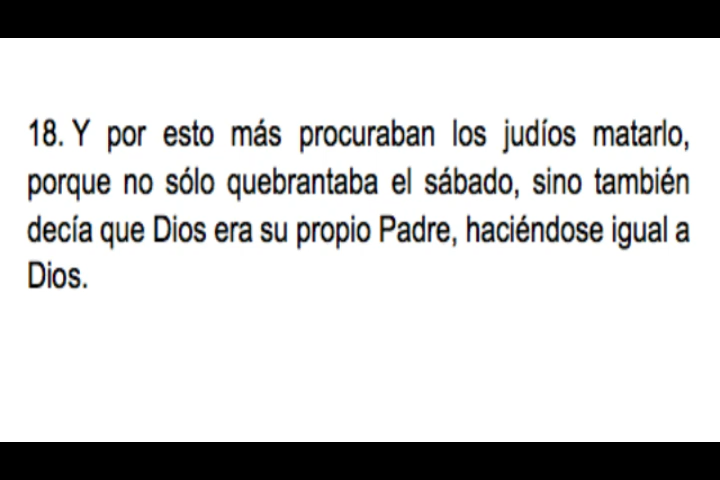 18. Y por esto más procuraban los judíos matarlo,
porque no sólo quebrantaba el sábado, sino también
decía que Dios era su propio Padre, haciéndose igual a
Dios.